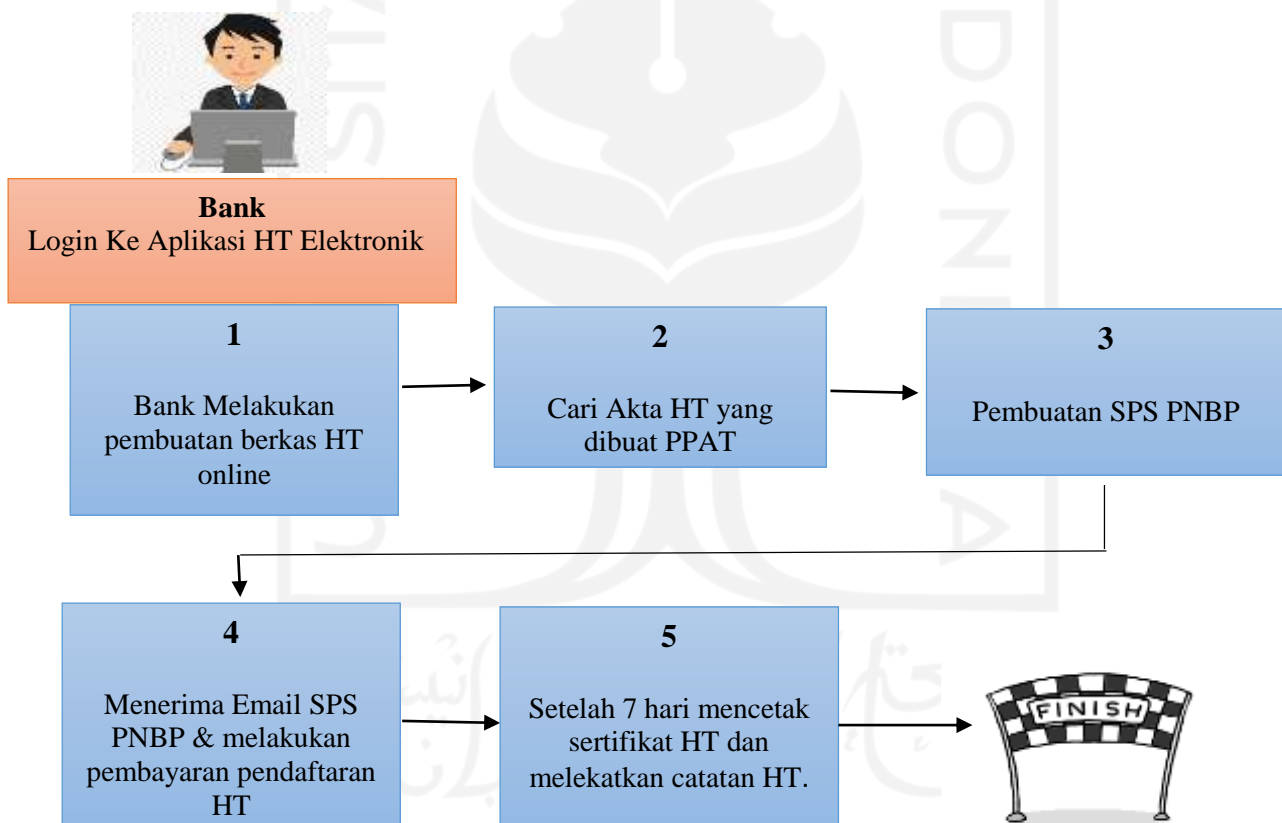 Bank
Login Ke Aplikasi HT Elektronik
1
Bank Melakukan
pembuatan berkas HT
online
2
Cari Akta HT yang
dibuat PPAT
3
Pembuatan SPS PNBP
4
Menerima Email SPS
PNBP & melakukan
pembayaran pendaftaran
HT
5
Setelah 7 hari mencetak
sertifikat HT dan
melekatkan catatan HT.
FINISH